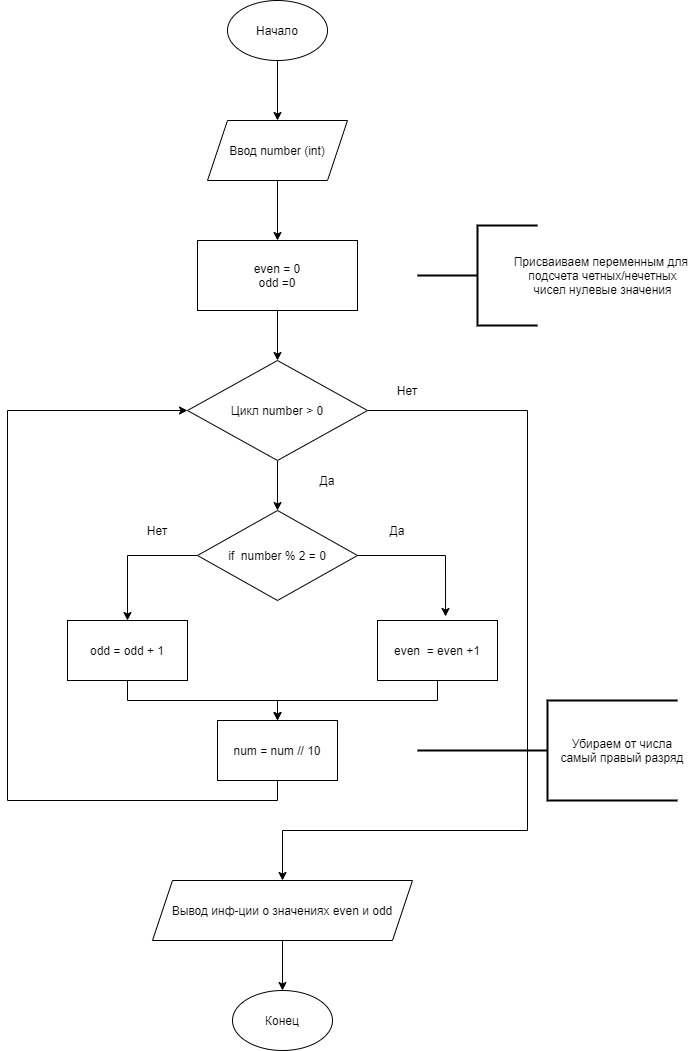 Начало
Ввод number (int)
even = 0
odd =0
Присваиваем переменным для
подсчета четных/нечетных
чисел нулевые значения
Нет
Цикл number > 0
Да
Нет
Да
if  number % 2 = 0
odd = odd + 1
even  = even +1
num = num // 10
Убираем от числа
самый правый разряд
Вывод инф-ции о значениях even и odd
Конец